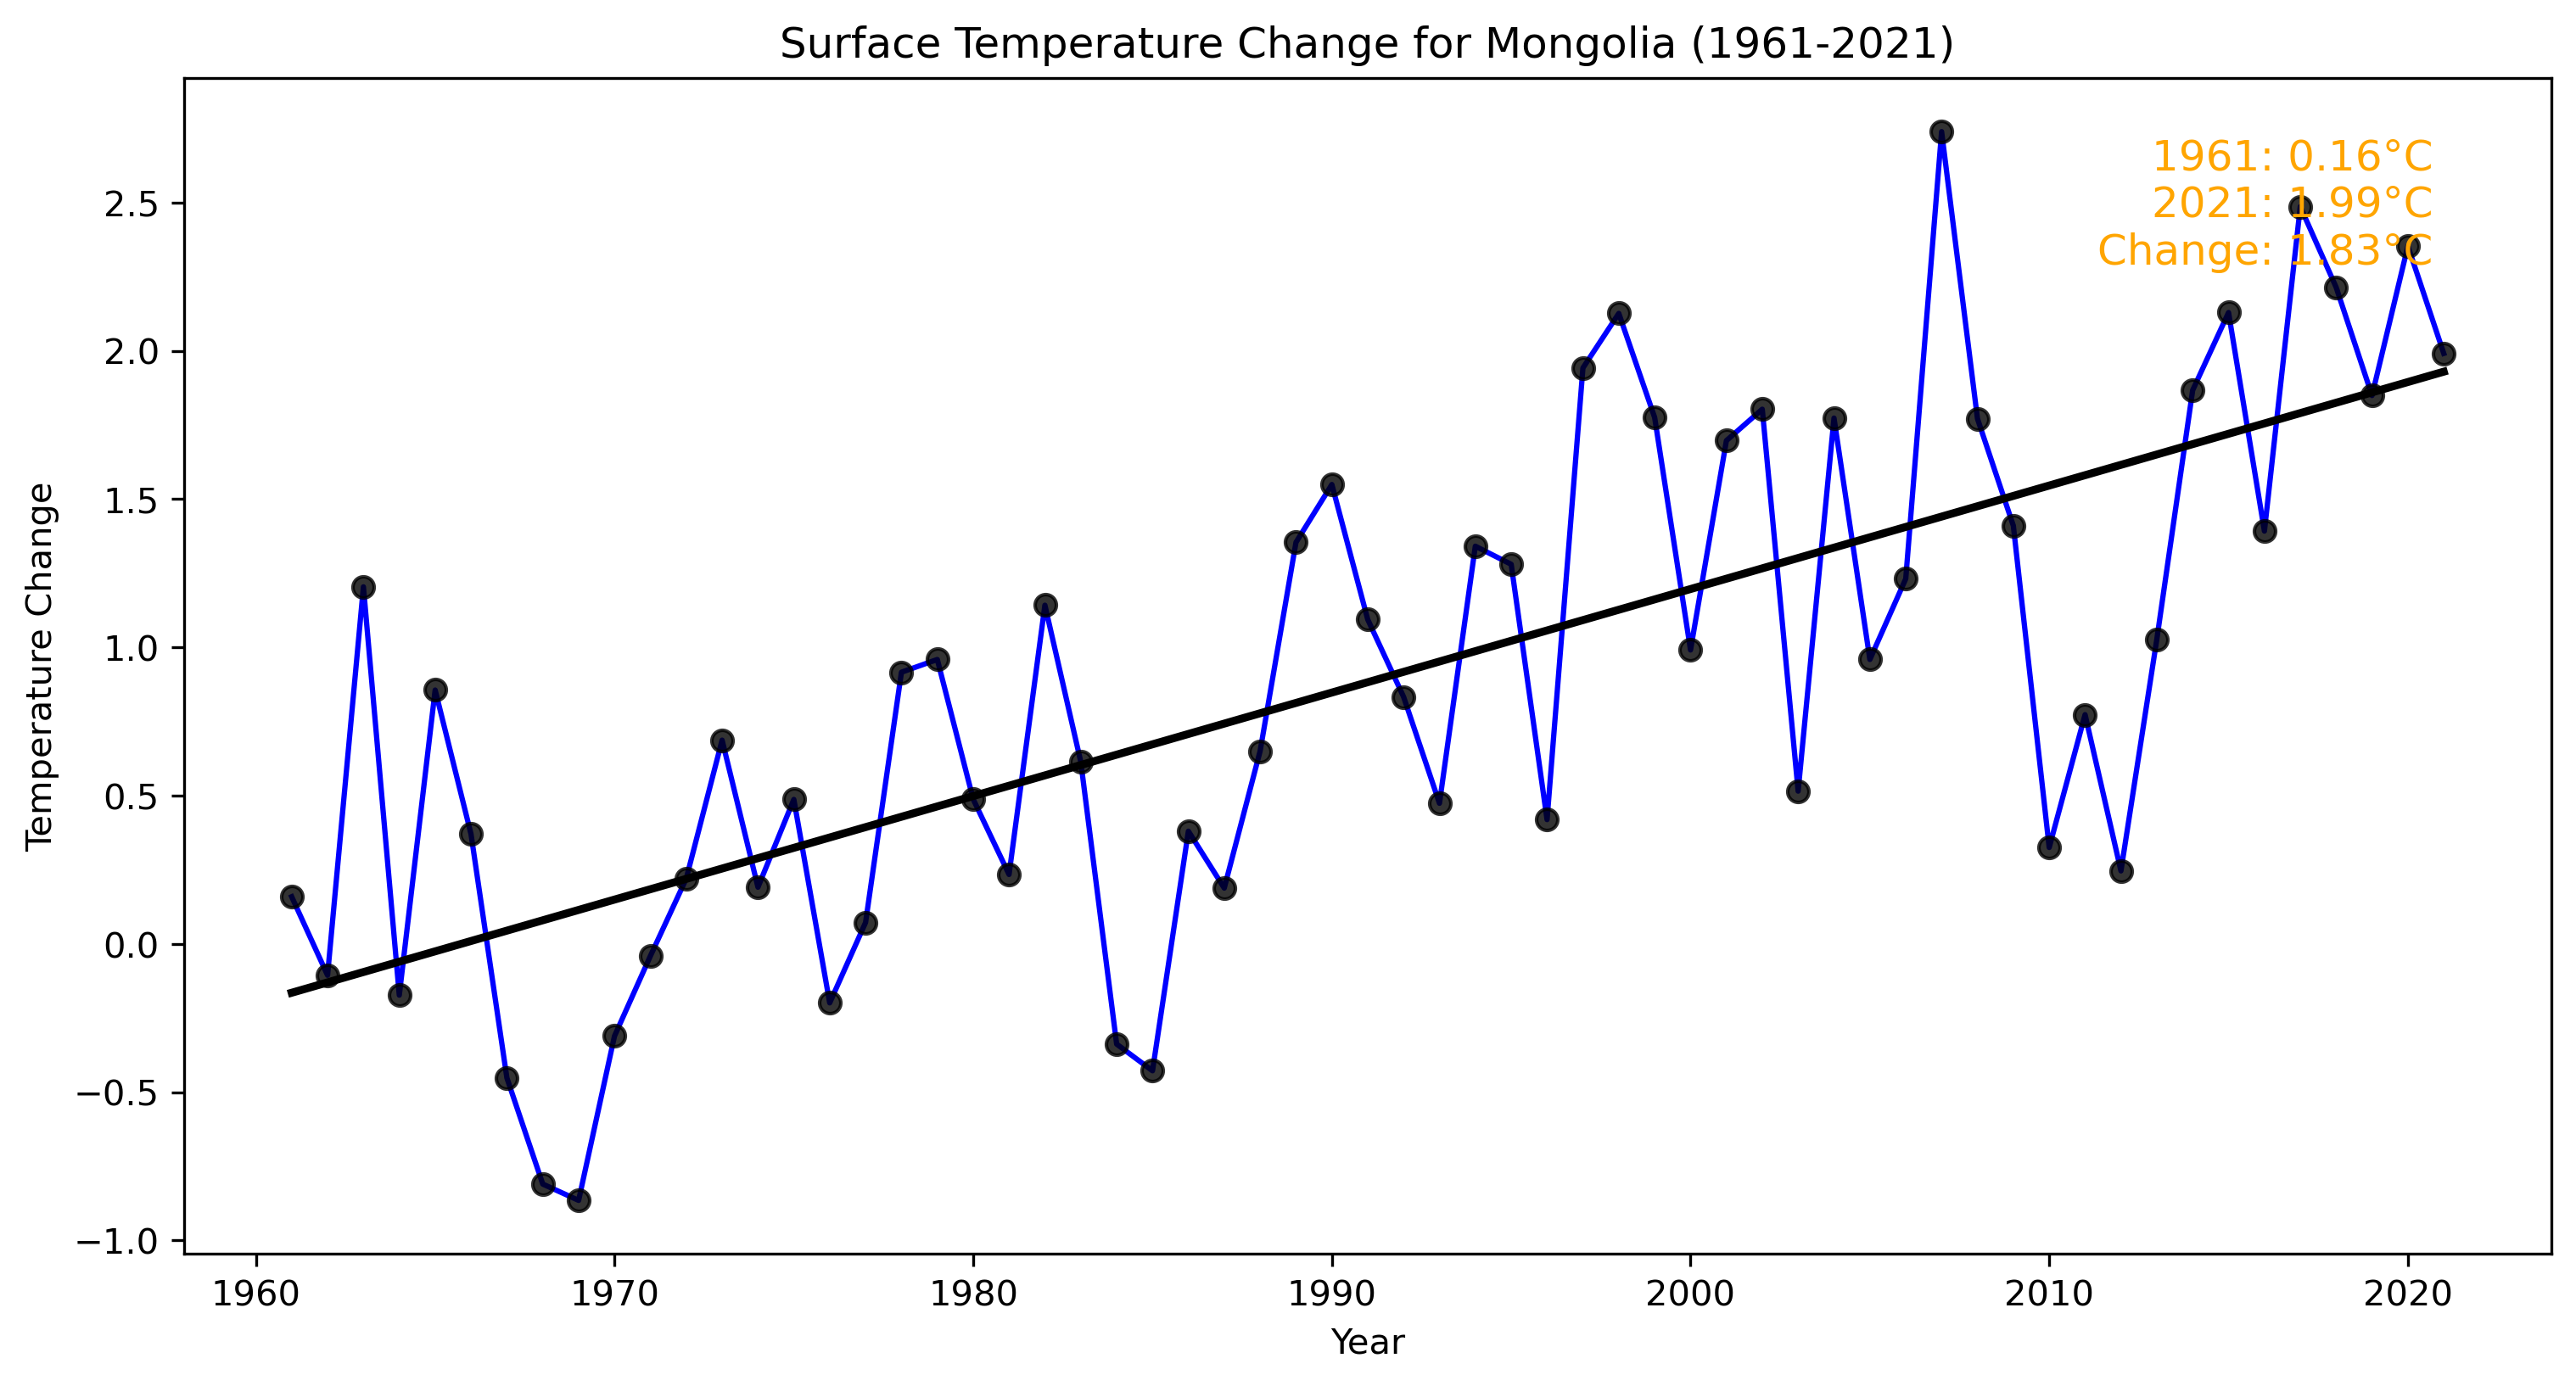 Surface Temperature Change for Mongolia (1961-2021)
1961: 0.16°C
2021: 1.99°C
Change: 1.83°C
Temperature Change
2.5
2.0
1.5
1.0
0.5
0.0
−0.5
−1.0
1960 1970 1980 1990 2000 2010 2020
Year